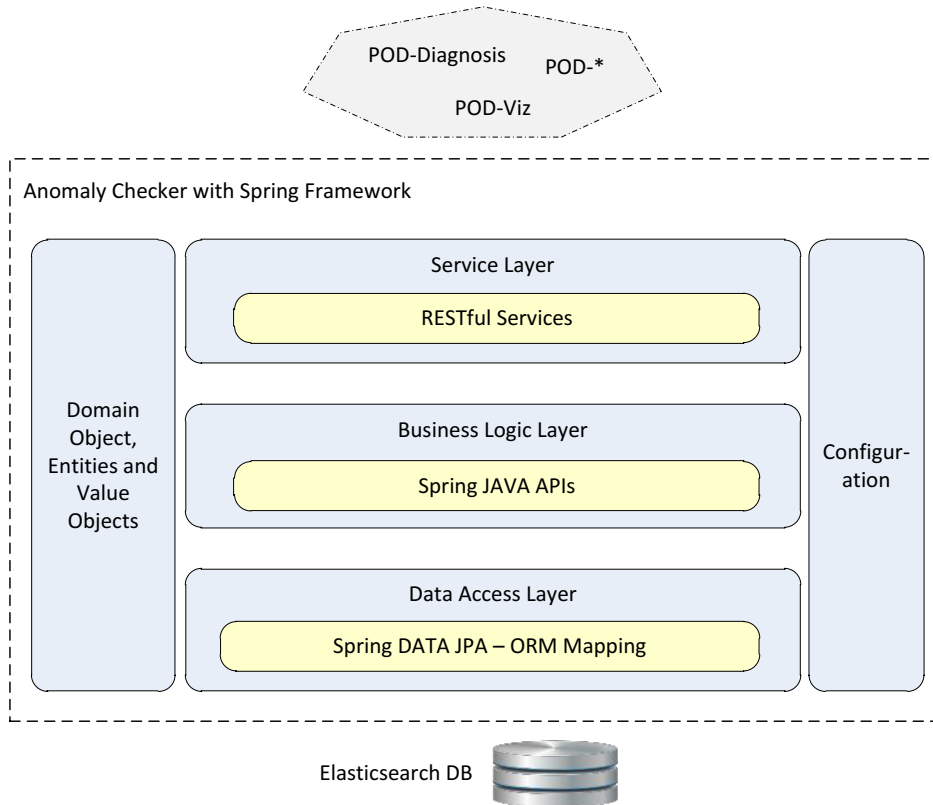 POD-Diagnosis
POD-*
POD-Viz
Anomaly Checker with Spring Framework
Service Layer
RESTful Services
Domain
Object,
Entities and
Value
Objects
Business Logic Layer
Spring JAVA APIs
Configur-
ation
Data Access Layer
Spring DATA JPA – ORM Mapping
Elasticsearch DB